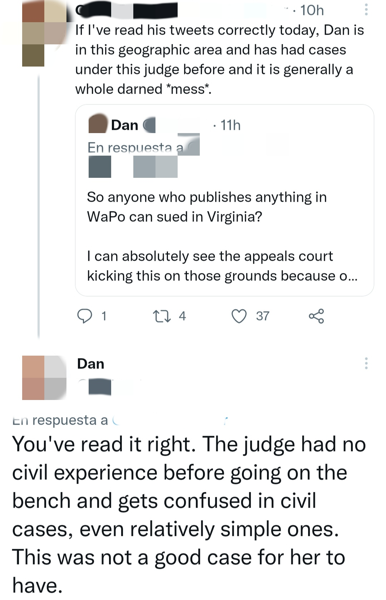 · 10h
If I've read his tweets correctly today, Dan is
in this geographic area and has had cases
under this judge before and it is generally a
whole darned *mess*.
Dan · 11h
En respuesta a
So anyone who publishes anything in
WaPo can sued in Virginia?
I can absolutely see the appeals court
kicking this on those grounds because o...
1 4 37
Dan
En respuesta a
You've read it right. The judge had no
civil experience before going on the
bench and gets confused in civil
cases, even relatively simple ones.
This was not a good case for her to
have.